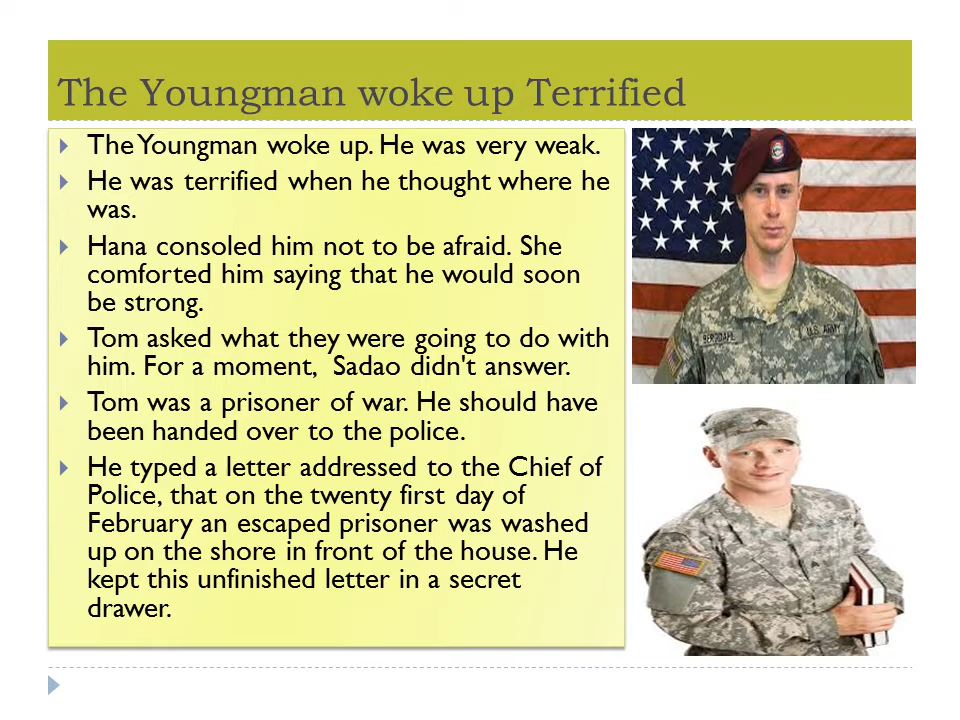 The Youngman woke up Terrified
The Youngman woke up. He was very weak.
He was terrified when he thought where he
was.
Hana consoled him not to be afraid. She
comforted him saying that he would soon
be strong.
Tom asked what they were going to do with
him. For a moment,  Sadao didn't answer.
Tom was a prisoner of war. He should have
been handed over to the police.
He typed a letter addressed to the Chief of
Police, that on the twenty first day of
February an escaped prisoner was washed
up on the shore in front of the house. He
kept this unfinished letter in a secret
drawer.
BERGDAHL
U.S. ARMY